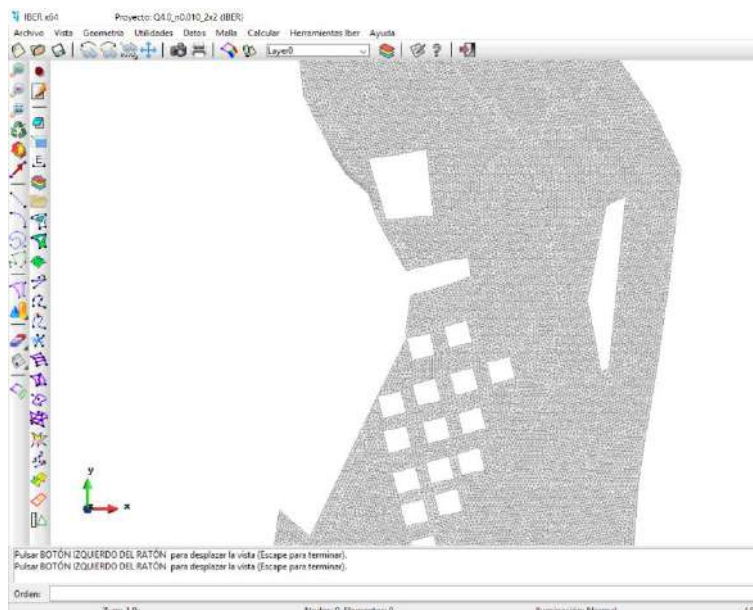 IBER x64 Proyecto: Q4.0_n0.010_2x2 (IBER)
Archivo Vista Geometría Utilidades Datos Malla Calcular Herramientas Iber Ayuda
Layer0
E
y
x
Pulsar BOTÓN IZQUIERDO DEL RATÓN para desplazar la vista (Escape para terminar).
Pulsar BOTÓN IZQUIERDO DEL RATÓN para desplazar la vista (Escape para terminar).
Orden: